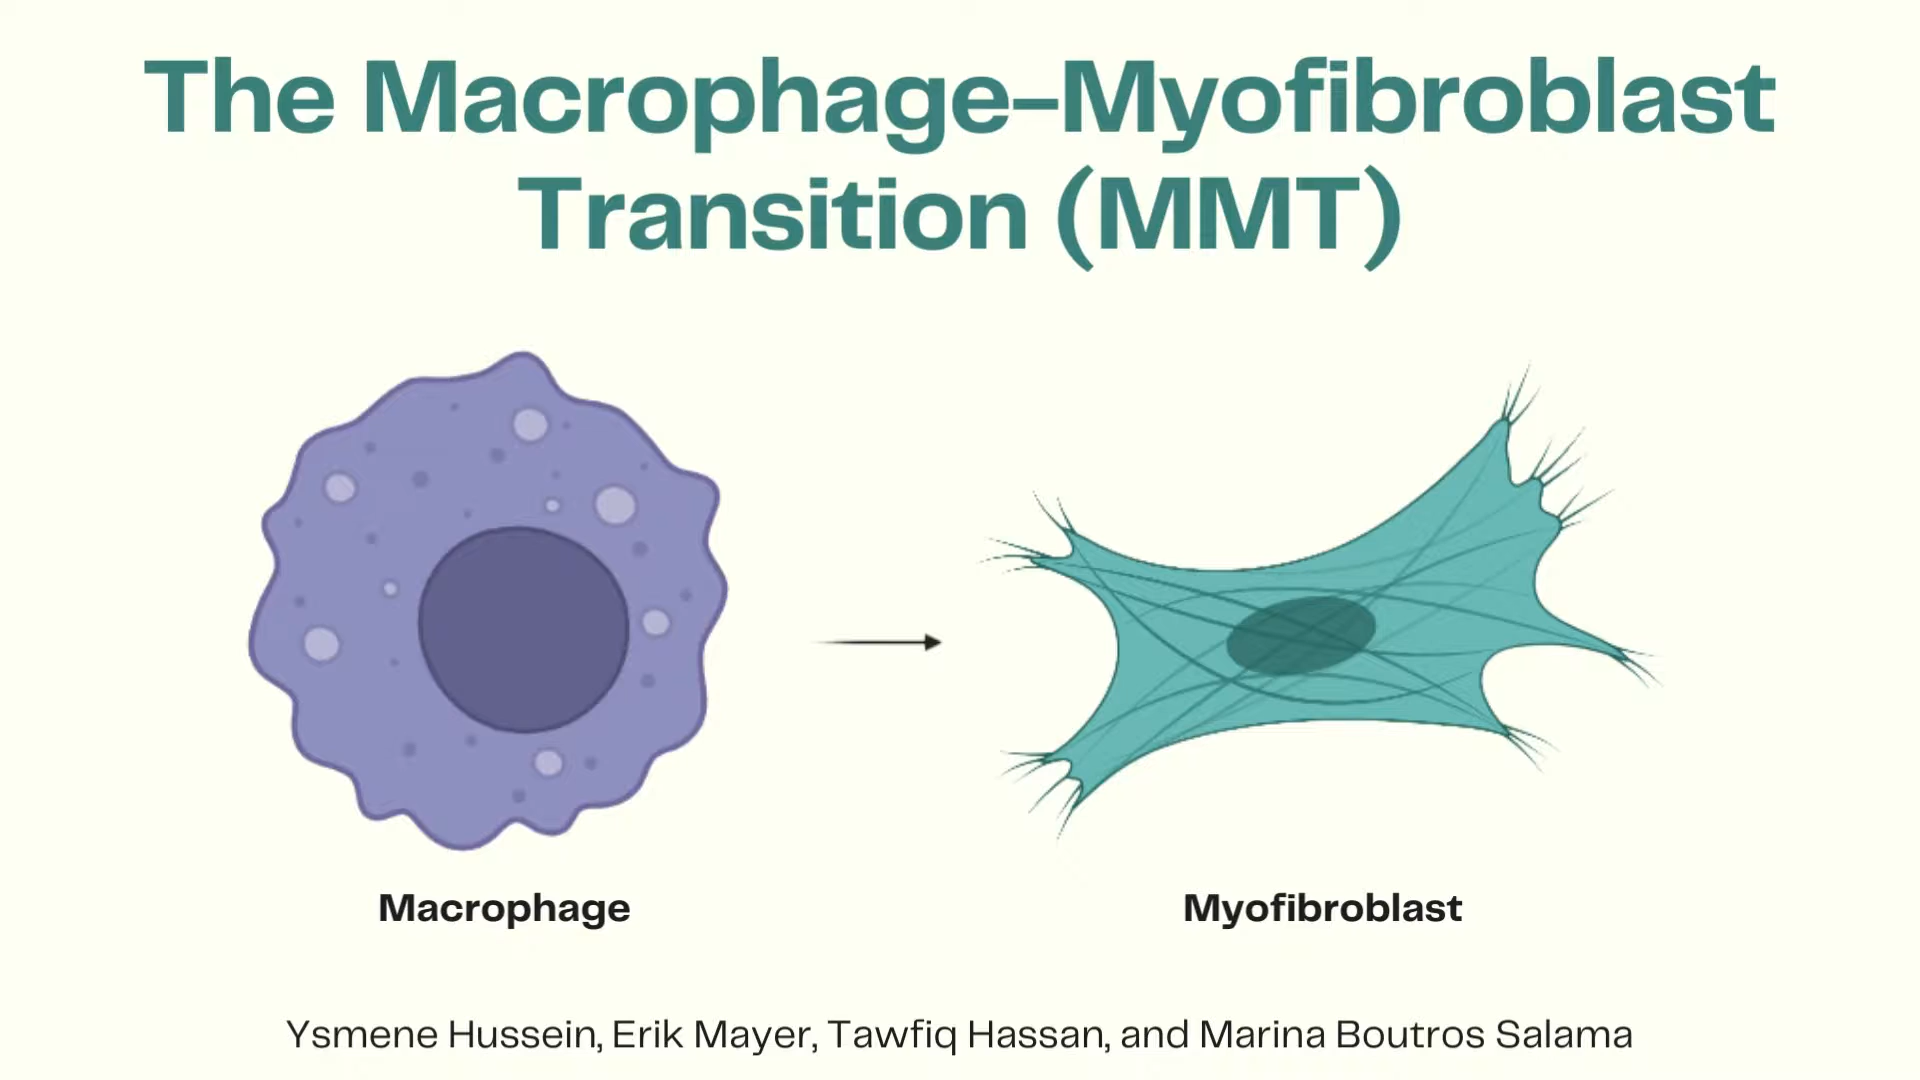 The Macrophage–Myofibroblast
Transition (MMT)
Macrophage
Myofibroblast
Ysmene Hussein, Erik Mayer, Tawfiq Hassan, and Marina Boutros Salama